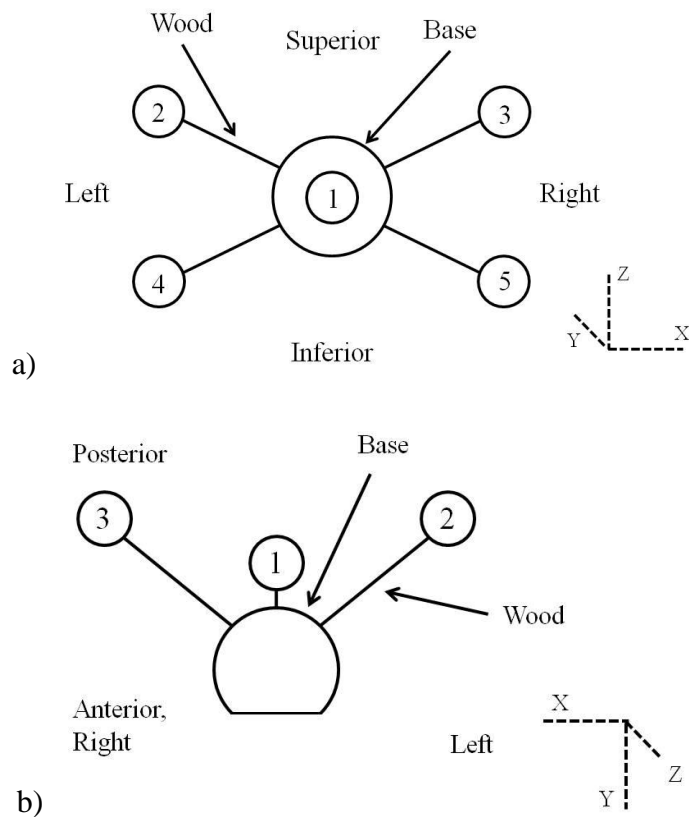 Wood
Superior
Base
2
3
Left
1
Right
4
5
Z
Y
X
Inferior
a)
Posterior
Base
3
2
1
Wood
Anterior,
Right
Left
X
Z
Y
b)